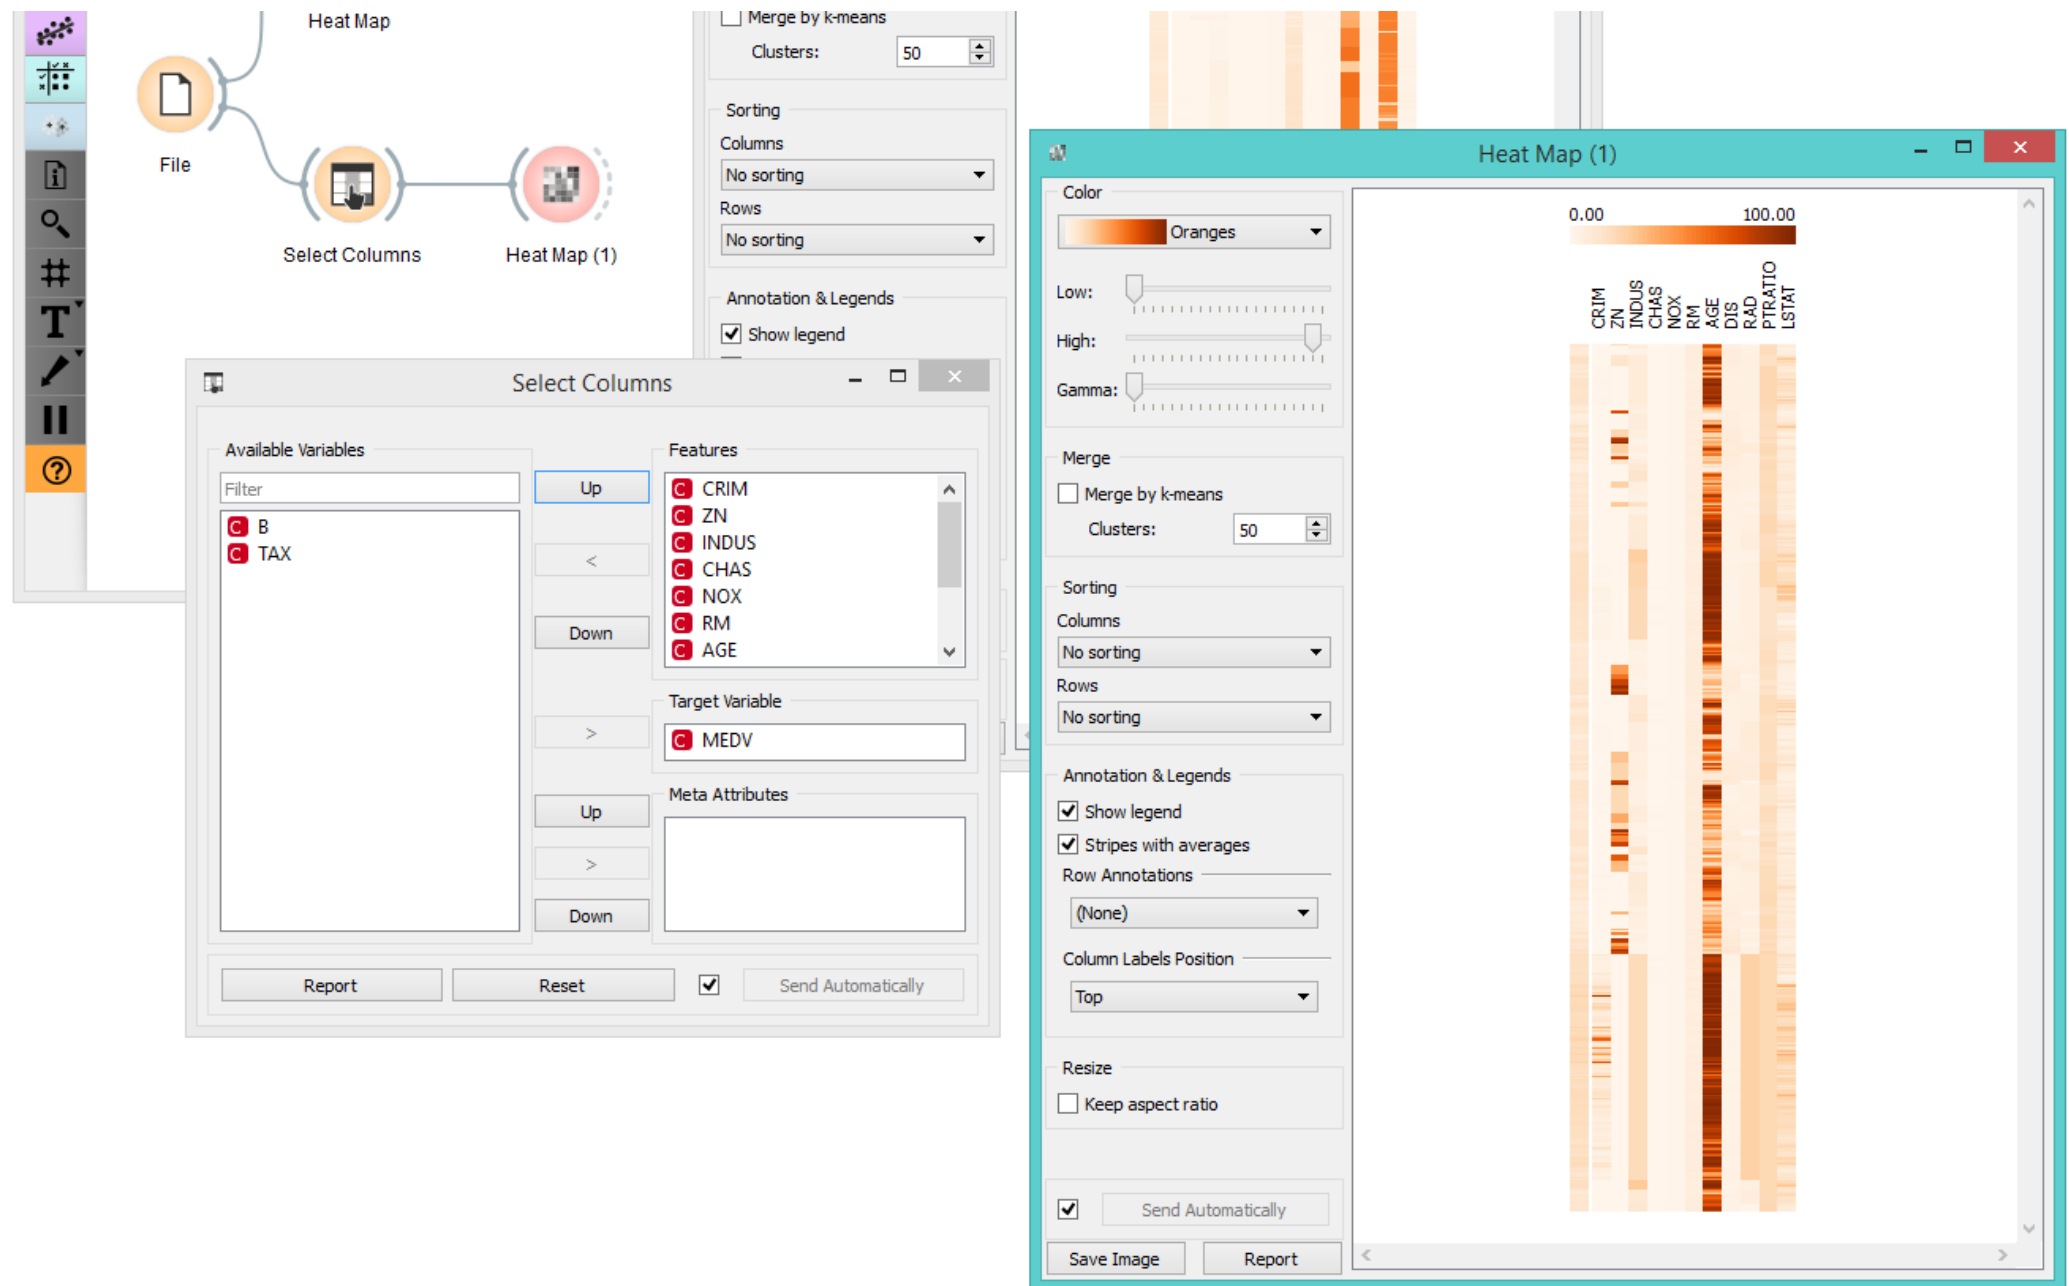 Heat Map
File
Select Columns
Heat Map (1)
T
Merge by k-means
Clusters:
50
Sorting
Columns
No sorting
Rows
No sorting
Annotation & Legends
Show legend
Select Columns
Available Variables
Filter
C B
C TAX
Up
<
Down
>
Up
>
Down
Features
C CRIM
C ZN
C INDUS
C CHAS
C NOX
C RM
C AGE
Target Variable
C MEDV
Meta Attributes
Report
Reset
Send Automatically
Heat Map (1)
Color
Oranges
Low:
High:
Gamma:
Merge
Merge by k-means
Clusters:
50
Sorting
Columns
No sorting
Rows
No sorting
Annotation & Legends
Show legend
Stripes with averages
Row Annotations
(None)
Column Labels Position
Top
Resize
Keep aspect ratio
Send Automatically
Save Image
Report
0.00 100.00
CRIM
ZN
INDUS
CHAS
NOX
RM
AGE
DIS
RAD
PTRATIO
LSTAT